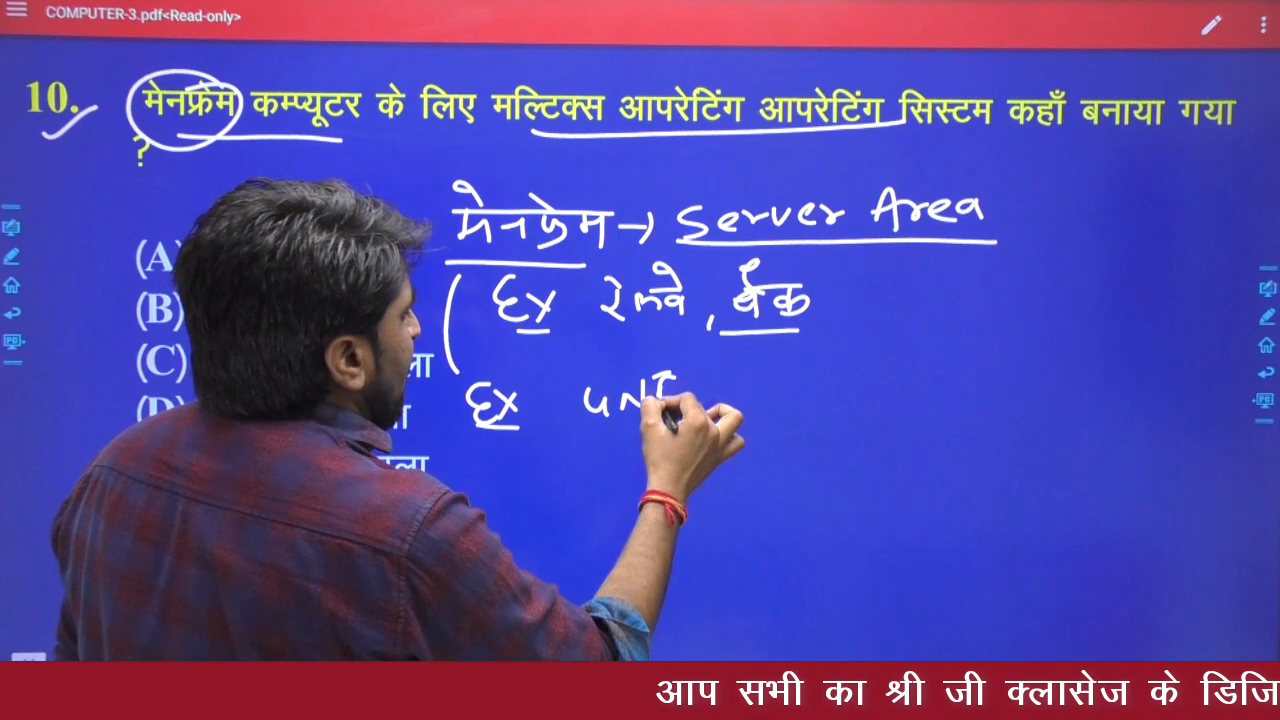 COMPUTER-3.pdf<Read-only>
10. मेनफ्रेम कम्प्यूटर के लिए मल्टिक्स आपरेटिंग आपरेटिंग सिस्टम कहाँ बनाया गया
?
मेनफ्रेम → Server Area
(A)
Ex रेलवे, बैंक
(B)
(C)
Ex
(D)
आप सभी का श्री जी क्लासेज के डिजि